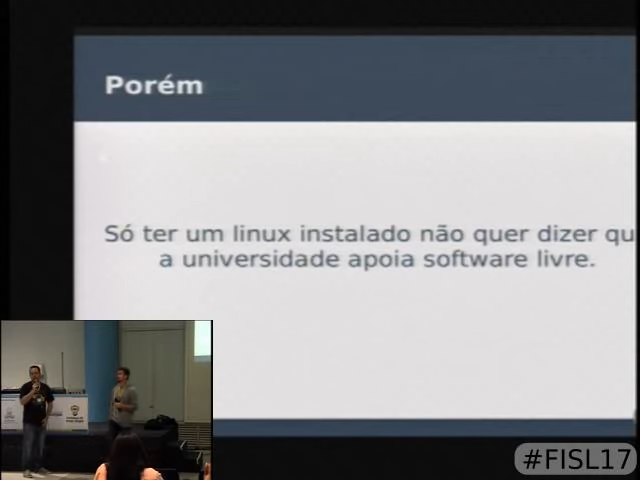 Porém
Só ter um linux instalado não quer dizer qu
a universidade apoia software livre.
#FISL17